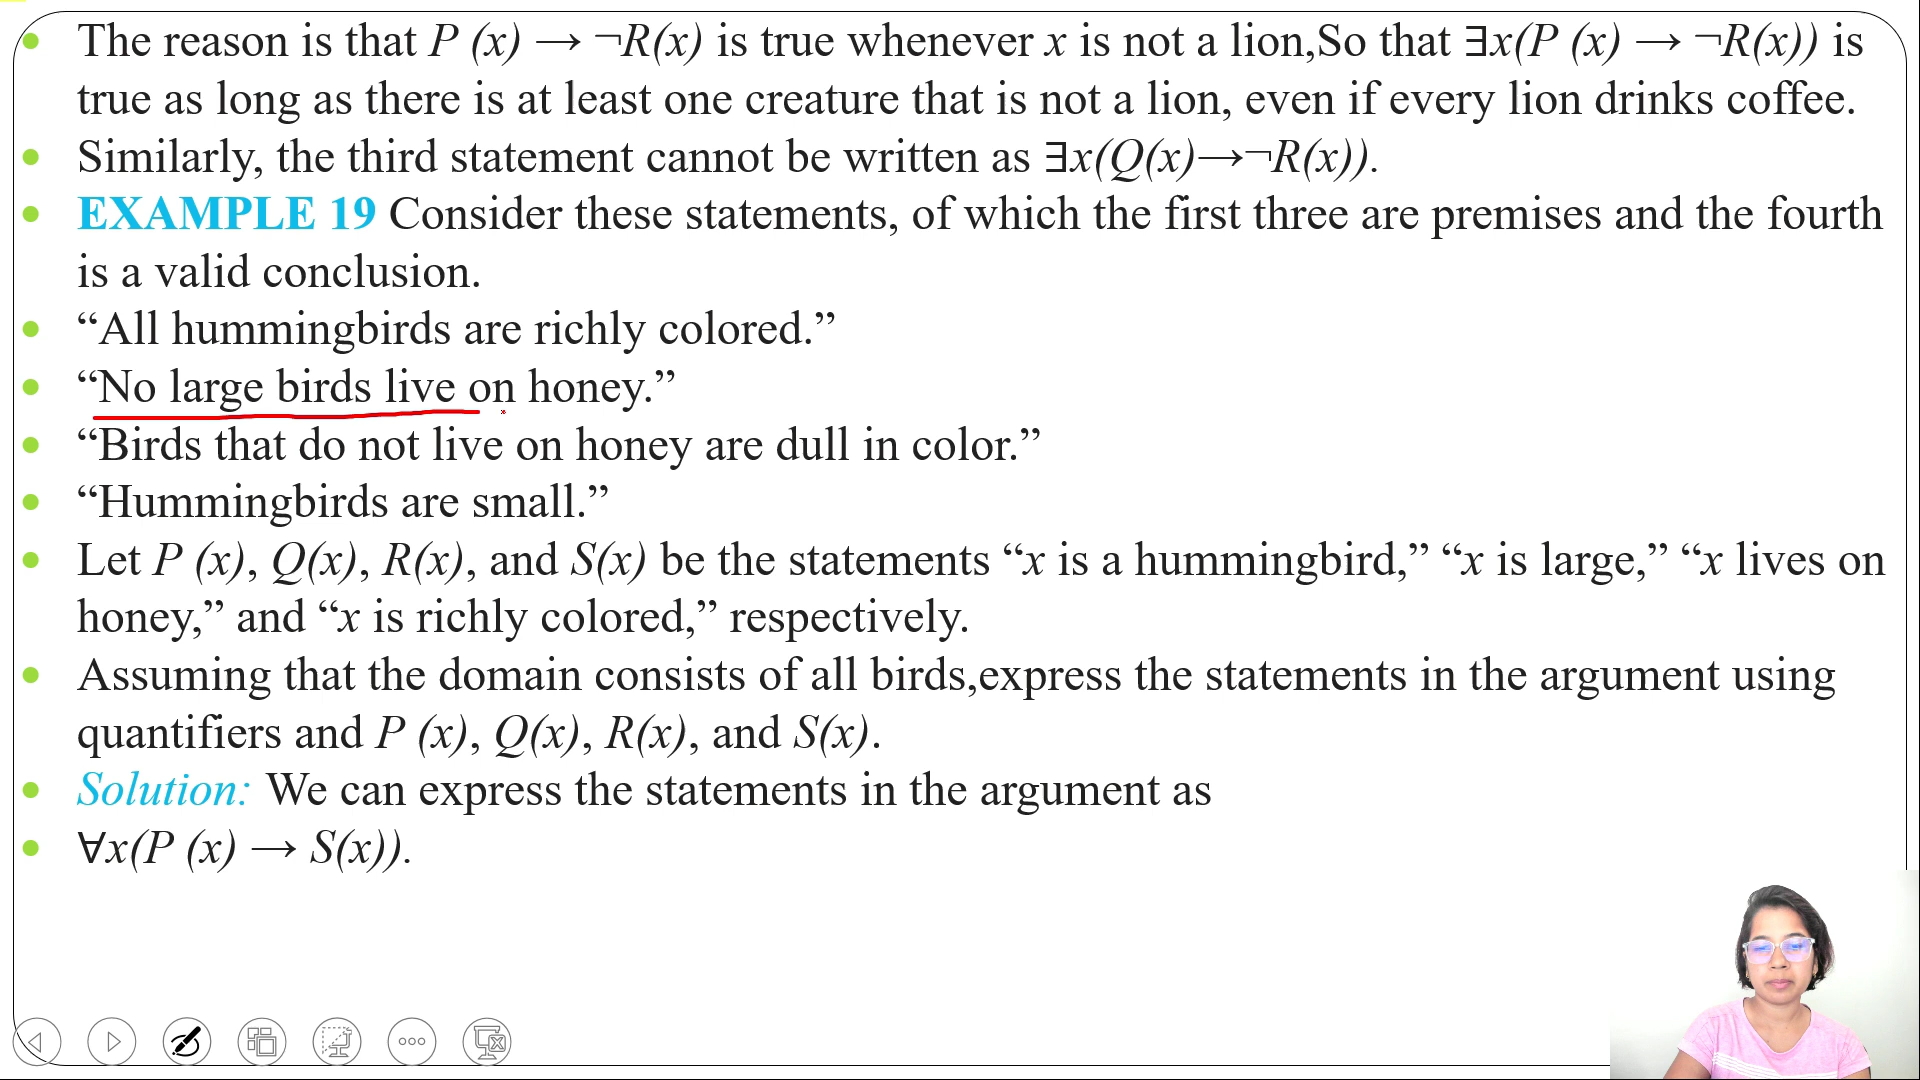 The reason is that P (x) → ¬R(x) is true whenever x is not a lion,So that ∃x(P (x) → ¬R(x)) is
true as long as there is at least one creature that is not a lion, even if every lion drinks coffee.
Similarly, the third statement cannot be written as ∃x(Q(x)→¬R(x)).
EXAMPLE 19 Consider these statements, of which the first three are premises and the fourth
is a valid conclusion.
“All hummingbirds are richly colored.”
“No large birds live on honey.”
“Birds that do not live on honey are dull in color.”
“Hummingbirds are small.”
Let P (x), Q(x), R(x), and S(x) be the statements “x is a hummingbird,” “x is large,” “x lives on
honey,” and “x is richly colored,” respectively.
Assuming that the domain consists of all birds,express the statements in the argument using
quantifiers and P (x), Q(x), R(x), and S(x).
Solution: We can express the statements in the argument as
∀x(P (x) → S(x)).